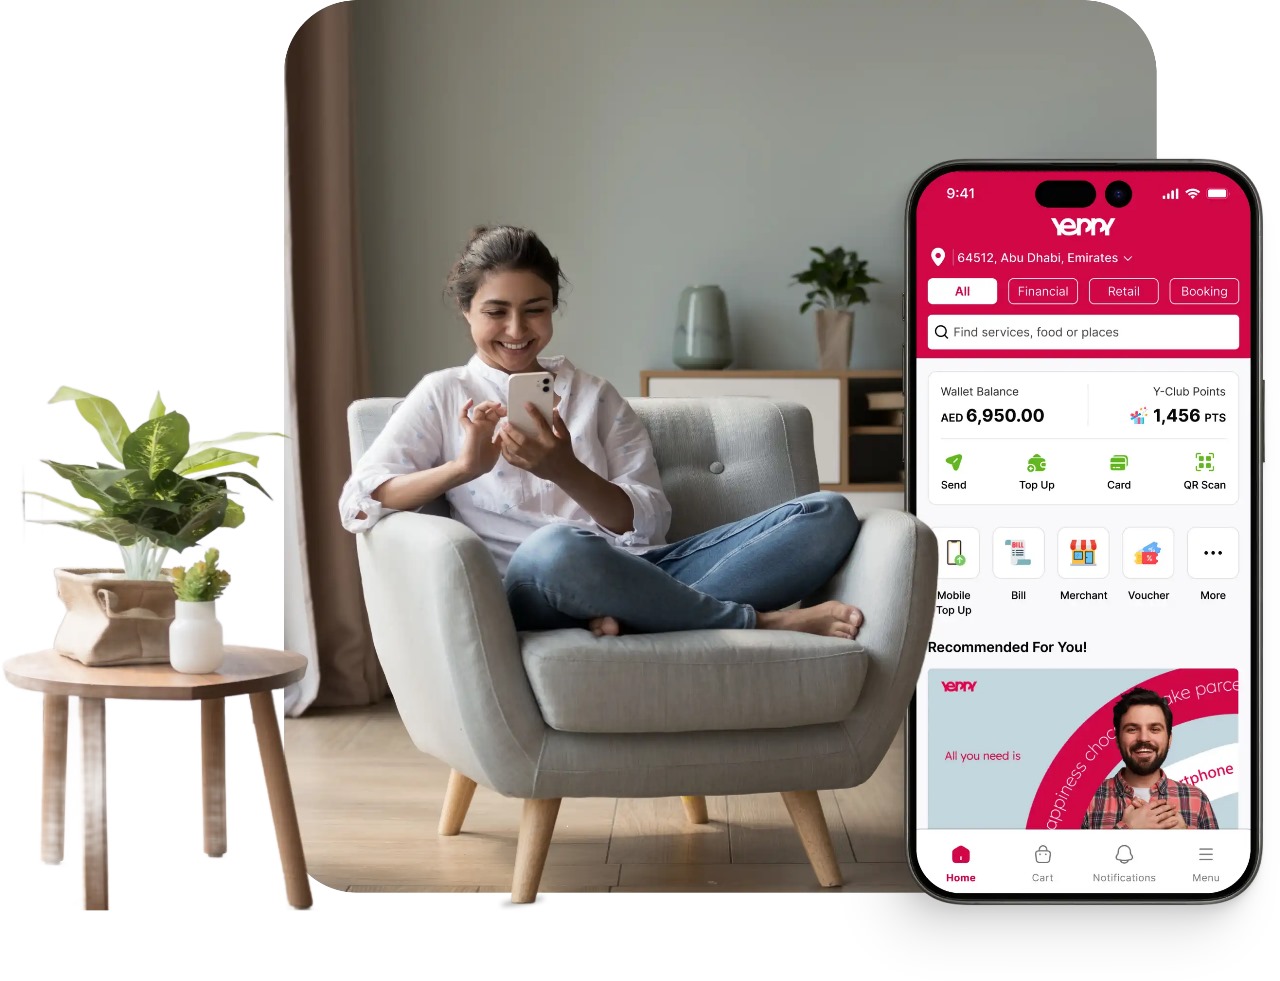 9:41
yeppy
64512, Abu Dhabi, Emirates
All
Financial
Retail
Booking
Find services, food or places
Wallet Balance
Y-Club Points
AED 6,950.00
1,456 PTS
Send
Top Up
Card
QR Scan
BILL
%
Mobile
Top Up
Bill
Merchant
Voucher
More
Recommended For You!
yeppy
All you need is
appiness choc
ake parce
rtphone
Home
Cart
Notifications
Menu